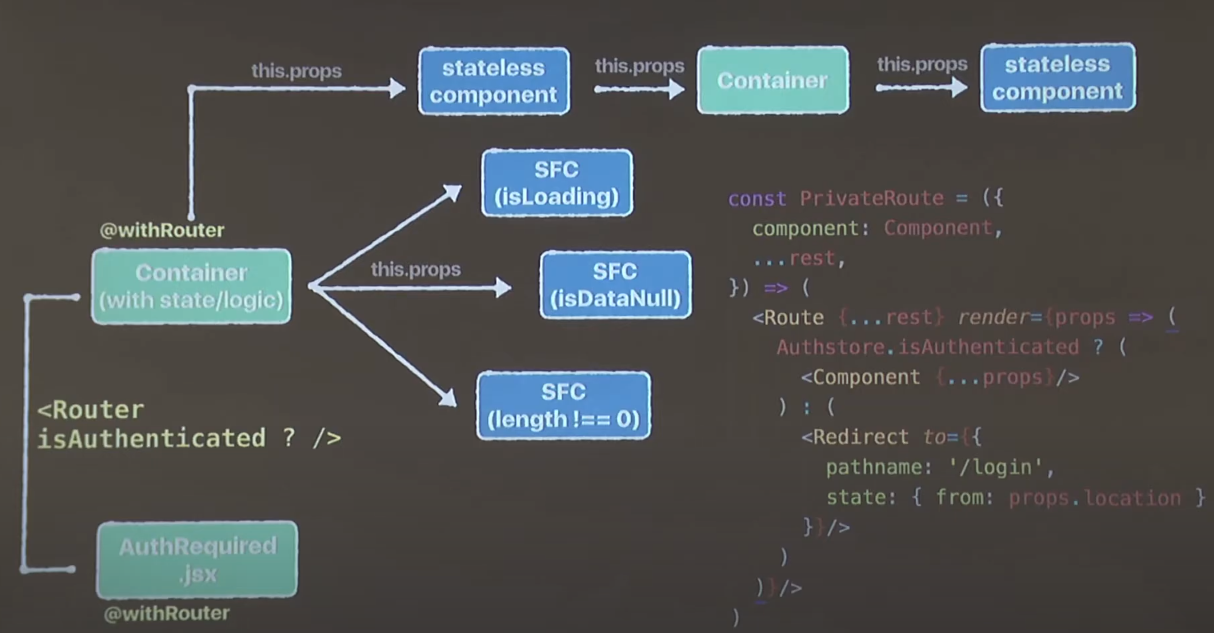 this.props
stateless
component
this.props
Container
this.props
stateless
component
SFC
(isLoading)
@withRouter
Container
(with state/logic)
this.props
SFC
(isDataNull)
SFC
(length !== 0)
<Router
isAuthenticated ? />
AuthRequired
.jsx
@withRouter
const PrivateRoute = ({
component: Component,
...rest,
}) => (
<Route {...rest} render={props => (
Authstore.isAuthenticated ? (
<Component {...props}/>
) : (
<Redirect to={{
pathname: '/login',
state: { from: props.location }
}}/>
)
)}/>
)